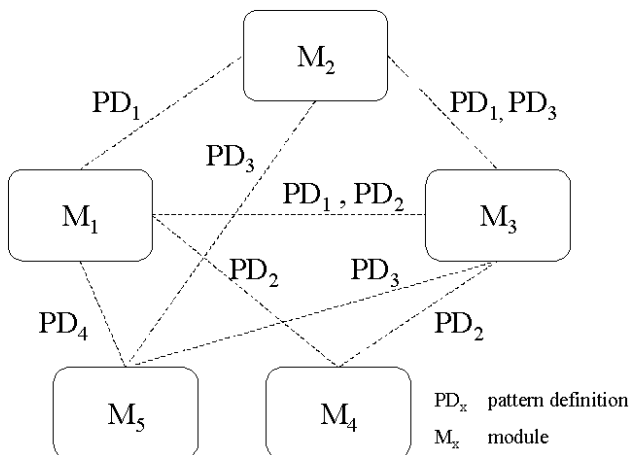 M₂
PD₁
PD₁, PD₃
PD₃
M₁
PD₁ , PD₂
M₃
PD₂
PD₃
PD₄
PD₂
M₅
M₄
PDₓ pattern definition
Mₓ module